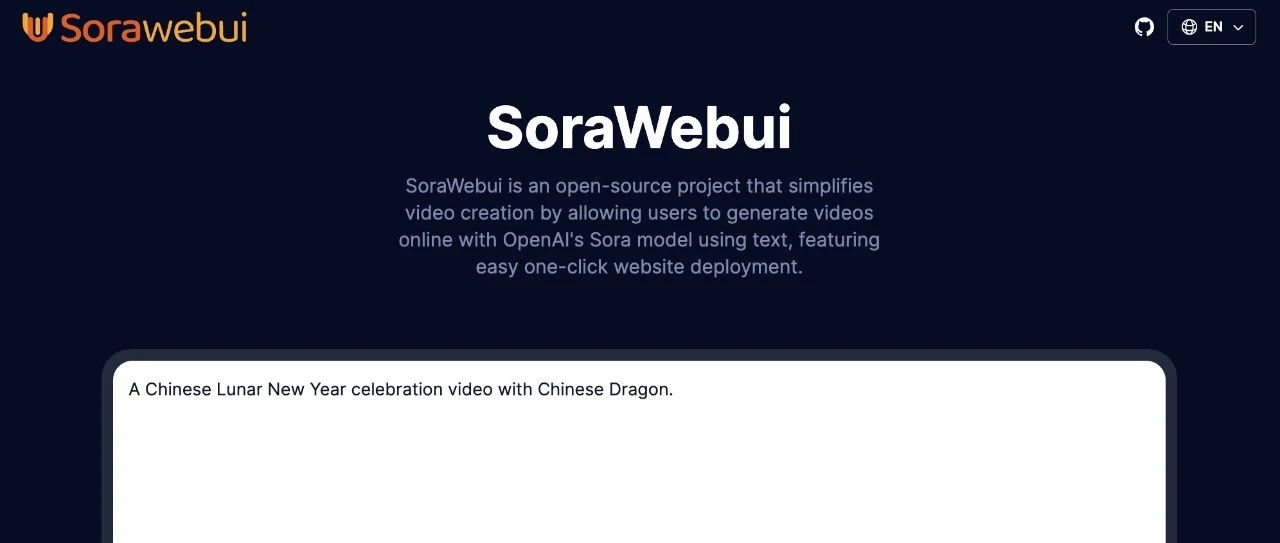 Sorawebui
EN
SoraWebui
SoraWebui is an open-source project that simplifies
video creation by allowing users to generate videos
online with OpenAI's Sora model using text, featuring
easy one-click website deployment.
A Chinese Lunar New Year celebration video with Chinese Dragon.